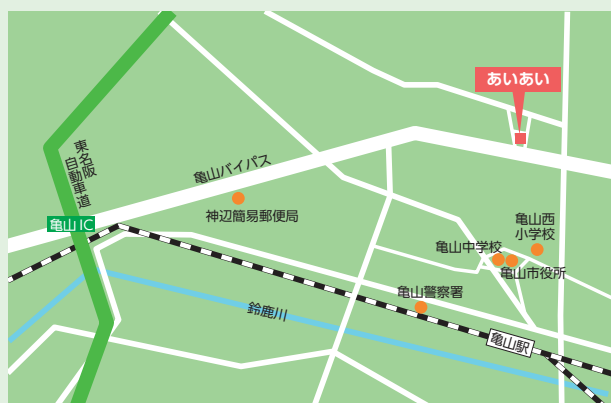 あいあい
東名阪
自動車道
亀山バイパス
神辺簡易郵便局
亀山IC
亀山西
小学校
亀山中学校
亀山市役所
亀山警察署
鈴鹿川
亀山駅